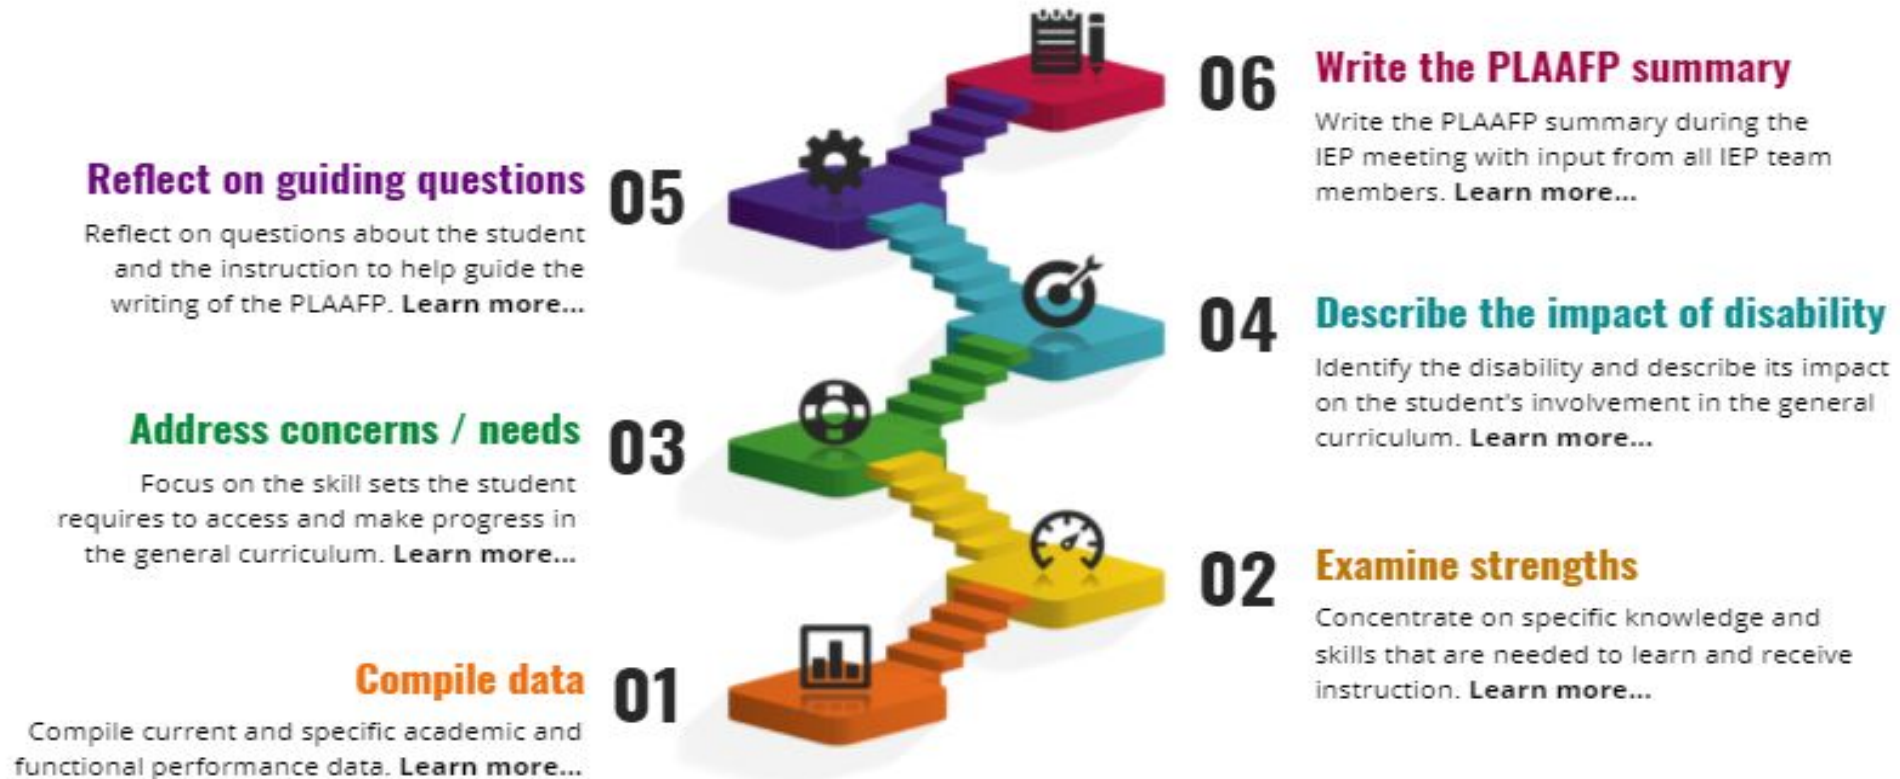 06
Write the PLAAFP summary
Write the PLAAFP summary during the
IEP meeting with input from all IEP team
members. Learn more...
Reflect on guiding questions
05
Reflect on questions about the student
and the instruction to help guide the
writing of the PLAAFP. Learn more...
04
Describe the impact of disability
Identify the disability and describe its impact
on the student's involvement in the general
curriculum. Learn more...
Address concerns / needs
03
Focus on the skill sets the student
requires to access and make progress in
the general curriculum. Learn more...
02
Examine strengths
Concentrate on specific knowledge and
skills that are needed to learn and receive
instruction. Learn more...
Compile data
01
Compile current and specific academic and
functional performance data. Learn more...